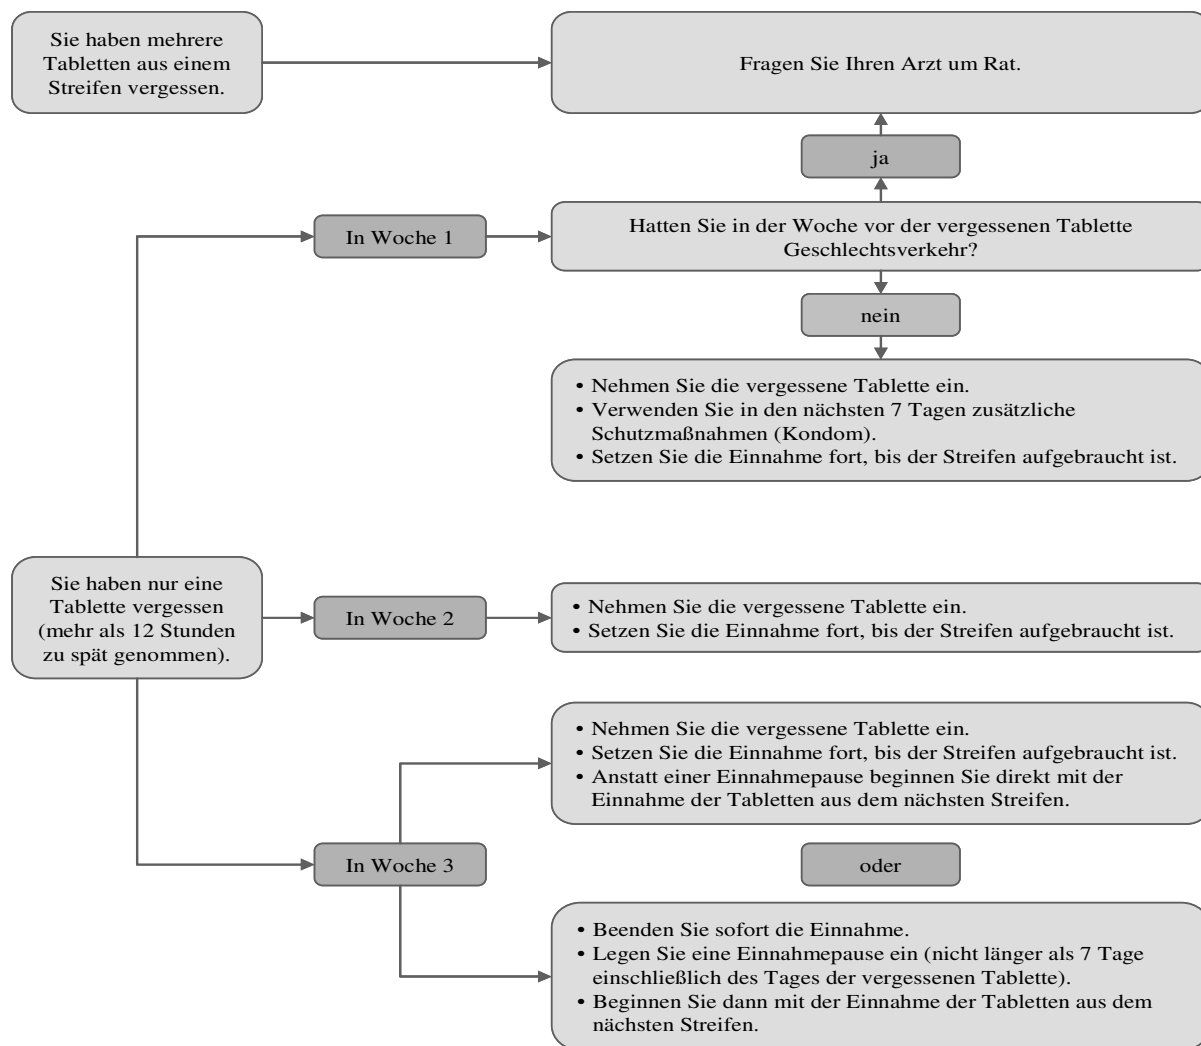 Sie haben mehrere
Tabletten aus einem
Streifen vergessen.
Fragen Sie Ihren Arzt um Rat.
ja
In Woche 1
Hatten Sie in der Woche vor der vergessenen Tablette
Geschlechtsverkehr?
nein
• Nehmen Sie die vergessene Tablette ein.
• Verwenden Sie in den nächsten 7 Tagen zusätzliche
Schutzmaßnahmen (Kondom).
• Setzen Sie die Einnahme fort, bis der Streifen aufgebraucht ist.
Sie haben nur eine
Tablette vergessen
(mehr als 12 Stunden
zu spät genommen).
In Woche 2
• Nehmen Sie die vergessene Tablette ein.
• Setzen Sie die Einnahme fort, bis der Streifen aufgebraucht ist.
• Nehmen Sie die vergessene Tablette ein.
• Setzen Sie die Einnahme fort, bis der Streifen aufgebraucht ist.
• Anstatt einer Einnahmepause beginnen Sie direkt mit der
Einnahme der Tabletten aus dem nächsten Streifen.
In Woche 3
oder
• Beenden Sie sofort die Einnahme.
• Legen Sie eine Einnahmepause ein (nicht länger als 7 Tage
einschließlich des Tages der vergessenen Tablette).
• Beginnen Sie dann mit der Einnahme der Tabletten aus dem
nächsten Streifen.